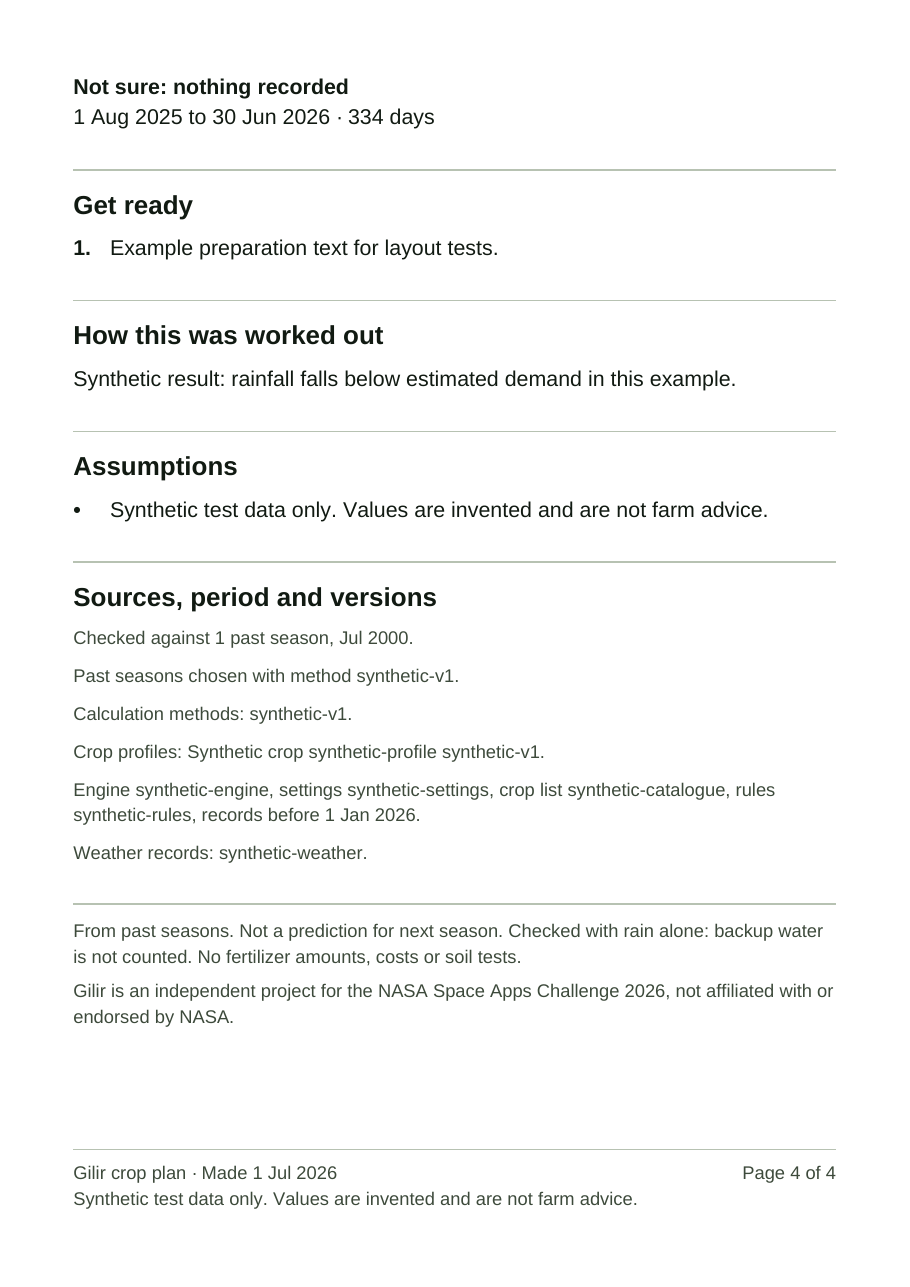 Not sure: nothing recorded
1 Aug 2025 to 30 Jun 2026 · 334 days
Get ready
1. Example preparation text for layout tests.
How this was worked out
Synthetic result: rainfall falls below estimated demand in this example.
Assumptions
• Synthetic test data only. Values are invented and are not farm advice.
Sources, period and versions
Checked against 1 past season, Jul 2000.
Past seasons chosen with method synthetic-v1.
Calculation methods: synthetic-v1.
Crop profiles: Synthetic crop synthetic-profile synthetic-v1.
Engine synthetic-engine, settings synthetic-settings, crop list synthetic-catalogue, rules
synthetic-rules, records before 1 Jan 2026.
Weather records: synthetic-weather.
From past seasons. Not a prediction for next season. Checked with rain alone: backup water
is not counted. No fertilizer amounts, costs or soil tests.
Gilir is an independent project for the NASA Space Apps Challenge 2026, not affiliated with or
endorsed by NASA.
Gilir crop plan · Made 1 Jul 2026 Page 4 of 4
Synthetic test data only. Values are invented and are not farm advice.